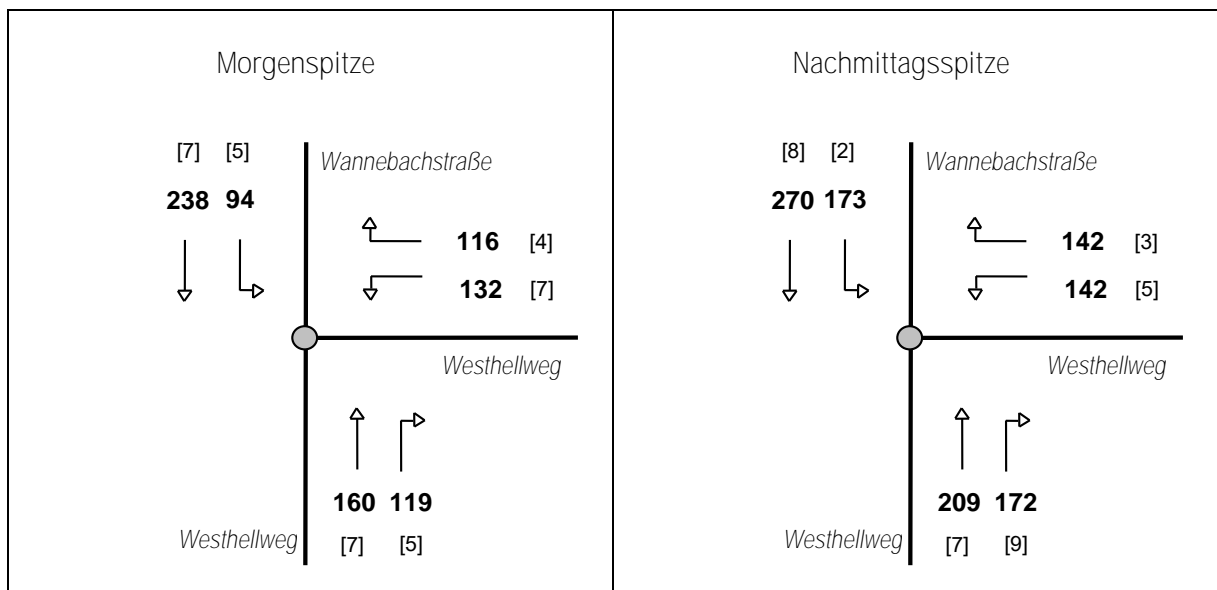 Morgenspitze
[7] [5]
238 94
Wannebachstraße
116 [4]
132 [7]
Westhellweg
160 119
[7] [5]
Westhellweg
Nachmittagsspitze
[8] [2]
270 173
Wannebachstraße
142 [3]
142 [5]
Westhellweg
209 172
[7] [9]
Westhellweg